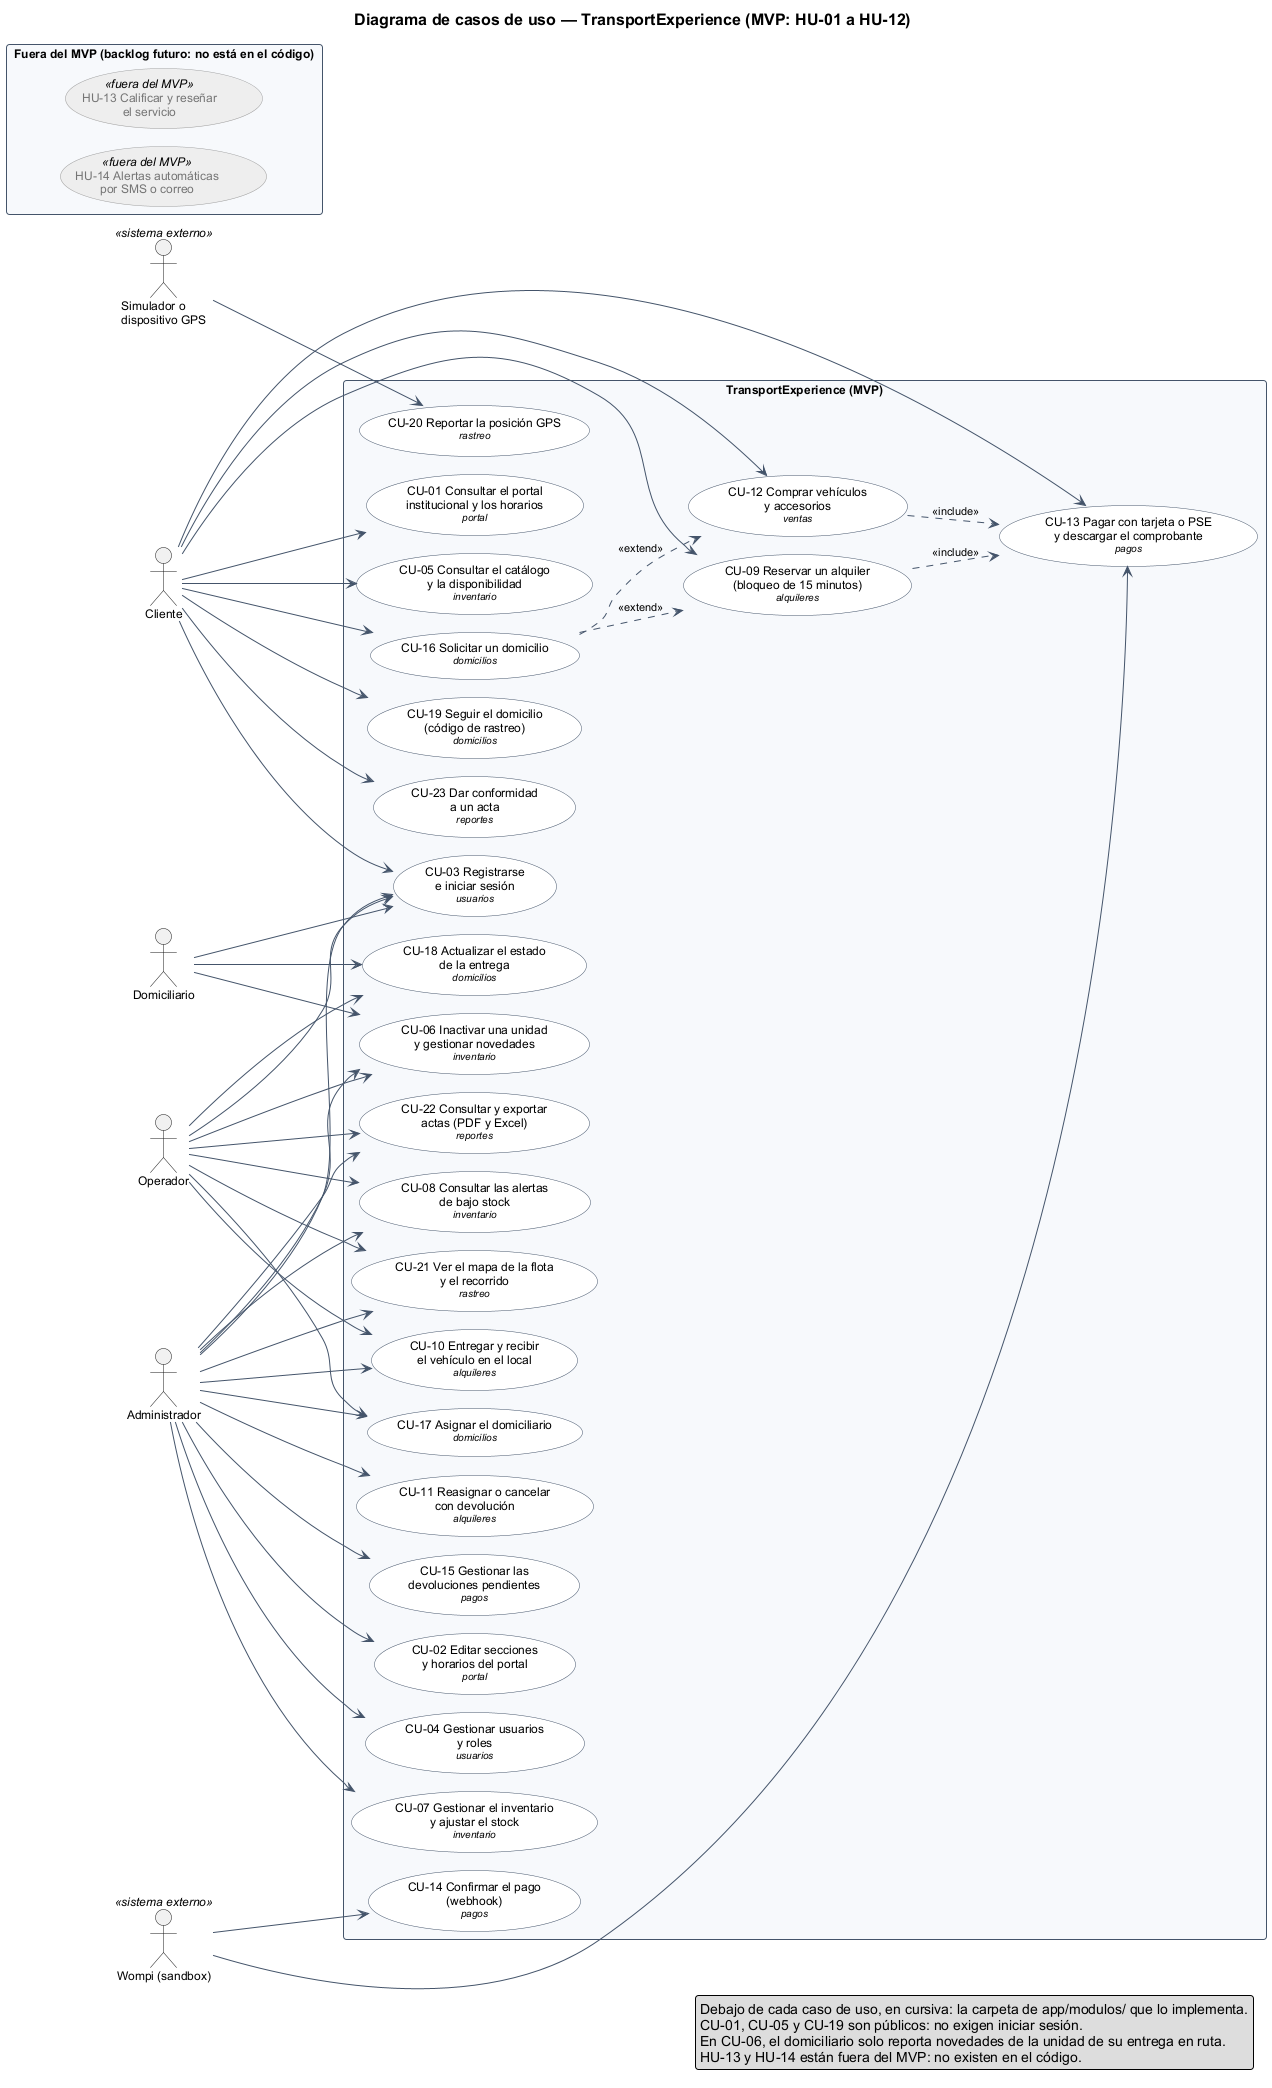 Diagrama de casos de uso — TransportExperience (MVP: HU-01 a HU-12)
Fuera del MVP (backlog futuro: no está en el código)
«fuera del MVP»
HU-13 Calificar y reseñar
el servicio
«fuera del MVP»
HU-14 Alertas automáticas
por SMS o correo
«sistema externo»
Simulador o
dispositivo GPS
TransportExperience (MVP)
CU-20 Reportar la posición GPS
rastreo
CU-01 Consultar el portal
institucional y los horarios
portal
CU-12 Comprar vehículos
y accesorios
ventas
«include»
CU-13 Pagar con tarjeta o PSE
y descargar el comprobante
pagos
«extend»
«include»
CU-05 Consultar el catálogo
y la disponibilidad
inventario
CU-09 Reservar un alquiler
(bloqueo de 15 minutos)
alquileres
«extend»
Cliente
CU-16 Solicitar un domicilio
domicilios
CU-19 Seguir el domicilio
(código de rastreo)
domicilios
CU-23 Dar conformidad
a un acta
reportes
CU-03 Registrarse
e iniciar sesión
usuarios
Domiciliario
CU-18 Actualizar el estado
de la entrega
domicilios
CU-06 Inactivar una unidad
y gestionar novedades
inventario
CU-22 Consultar y exportar
actas (PDF y Excel)
reportes
Operador
CU-08 Consultar las alertas
de bajo stock
inventario
CU-21 Ver el mapa de la flota
y el recorrido
rastreo
CU-10 Entregar y recibir
el vehículo en el local
alquileres
Administrador
CU-17 Asignar el domiciliario
domicilios
CU-11 Reasignar o cancelar
con devolución
alquileres
CU-15 Gestionar las
devoluciones pendientes
pagos
CU-02 Editar secciones
y horarios del portal
portal
CU-04 Gestionar usuarios
y roles
usuarios
CU-07 Gestionar el inventario
y ajustar el stock
inventario
CU-14 Confirmar el pago
(webhook)
pagos
«sistema externo»
Wompi (sandbox)
Debajo de cada caso de uso, en cursiva: la carpeta de app/modulos/ que lo implementa.
CU-01, CU-05 y CU-19 son públicos: no exigen iniciar sesión.
En CU-06, el domiciliario solo reporta novedades de la unidad de su entrega en ruta.
HU-13 y HU-14 están fuera del MVP: no existen en el código.